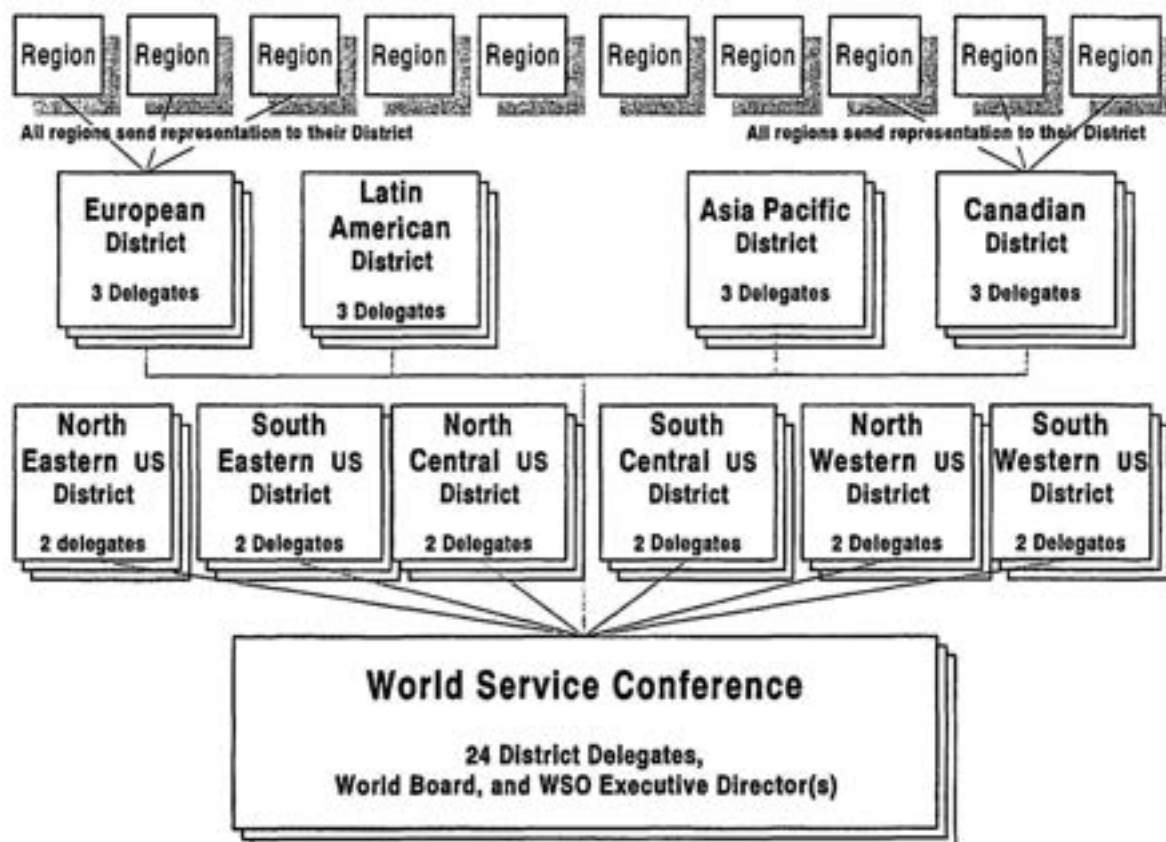 Region
Region
Region
Region
Region
Region
Region
Region
Region
Region
All regions send representation to their District
All regions send representation to their District
European
District
3 Delegates
Latin
American
District
3 Delegates
Asia Pacific
District
3 Delegates
Canadian
District
3 Delegates
North
Eastern US
District
2 delegates
South
Eastern US
District
2 Delegates
North
Central US
District
2 Delegates
South
Central US
District
2 Delegates
North
Western US
District
2 Delegates
South
Western US
District
2 Delegates
World Service Conference
24 District Delegates,
World Board, and WSO Executive Director(s)